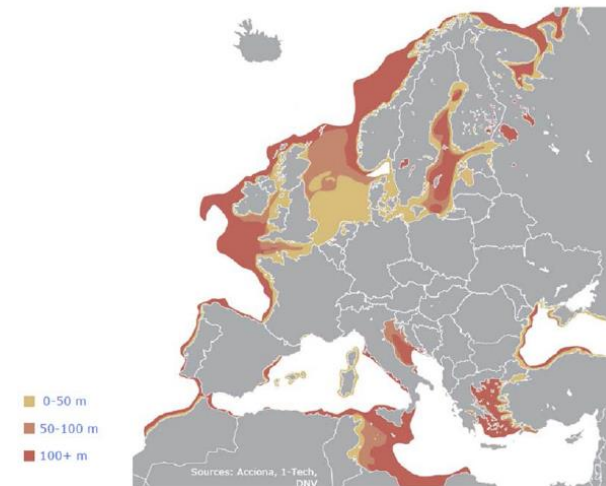 0-50 m
50-100 m
100+ m
Sources: Acciona, 1-Tech,
DNV